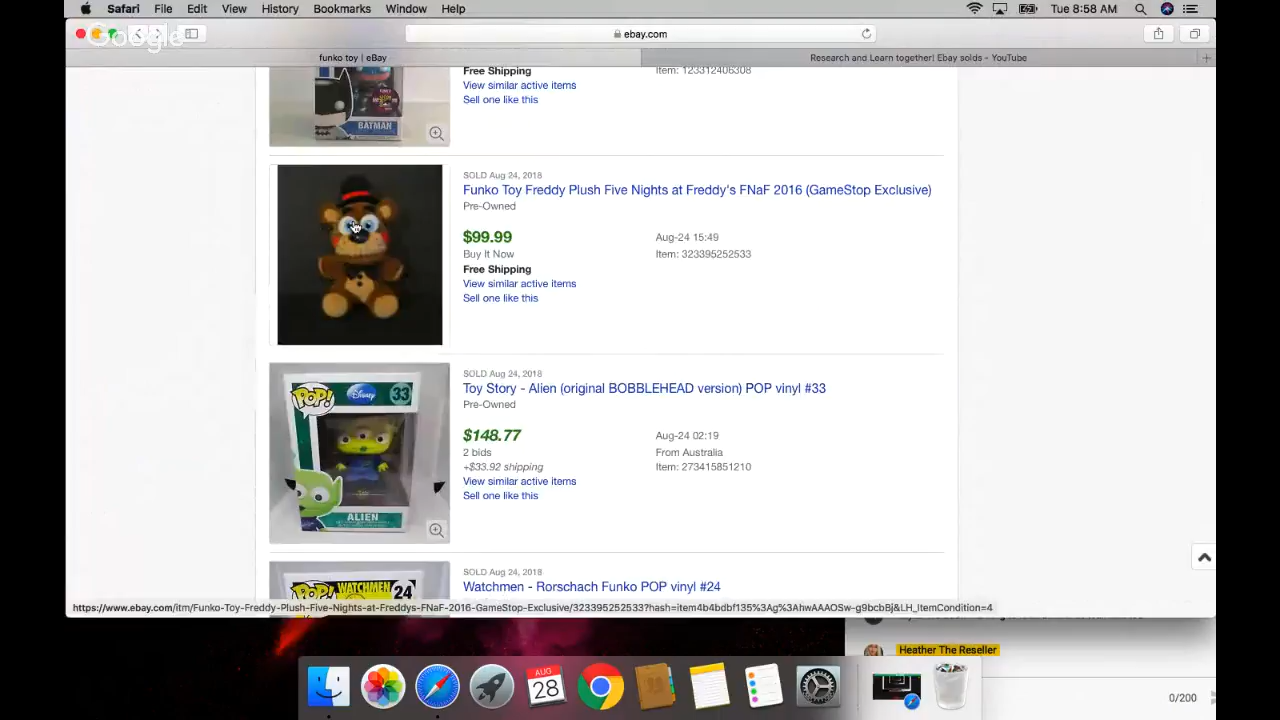 Safari File Edit View History Bookmarks Window Help Tue 8:58 AM
Google
ebay.com
funko toy | eBay Research and Learn together! Ebay solds - YouTube
Free Shipping Item: 123312406308
View similar active items
Sell one like this
BATMAN
SOLD Aug 24, 2018
Funko Toy Freddy Plush Five Nights at Freddy's FNaF 2016 (GameStop Exclusive)
Pre-Owned
$99.99 Aug-24 15:49
Buy It Now Item: 323395252533
Free Shipping
View similar active items
Sell one like this
SOLD Aug 24, 2018
Toy Story - Alien (original BOBBLEHEAD version) POP vinyl #33
Pre-Owned
$148.77 Aug-24 02:19
2 bids From Australia
+$33.92 shipping Item: 273415851210
View similar active items
Sell one like this
POP! Disney 33
ALIEN
SOLD Aug 24, 2018
Watchmen - Rorschach Funko POP vinyl #24
POP! WATCHMEN 24
https://www.ebay.com/itm/Funko-Toy-Freddy-Plush-Five-Nights-at-Freddys-FNaF-2016-GameStop-Exclusive/323395252533?hash=item4b4bdbf135%3Ag%3AhwAAAOSw-g9bcbBj&LH_ItemCondition=4
Heather The Reseller
AUG
28
0/200